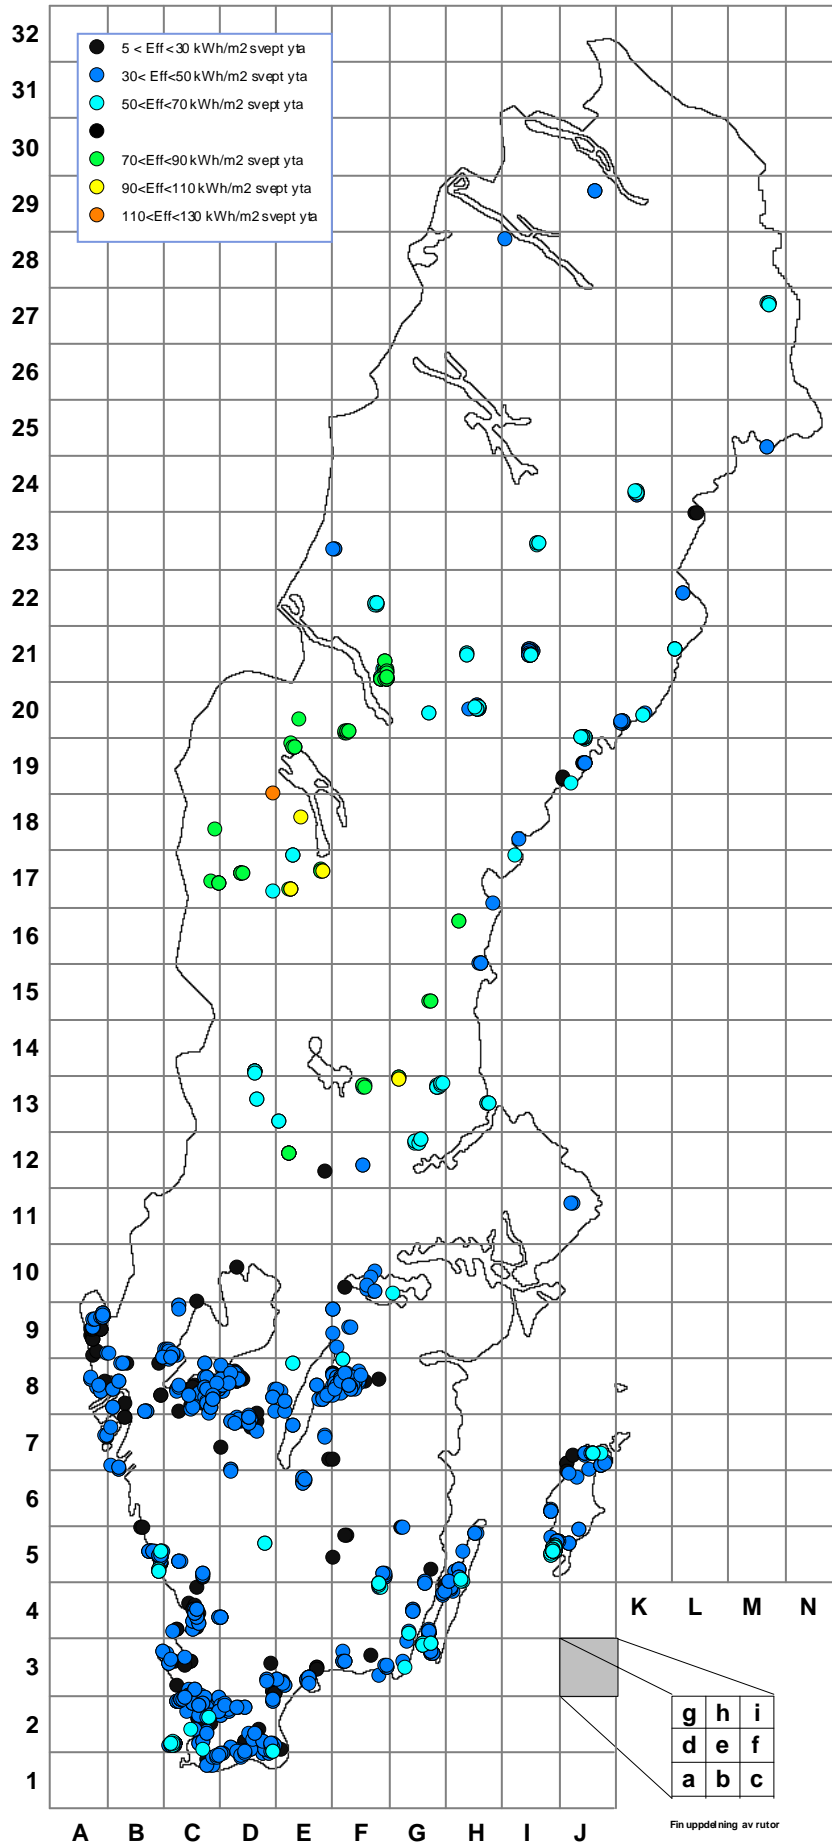 32
5 < Eff<30 kWh/m2 svept yta
30< Eff<50 kWh/m2 svept yta
31
50<Eff<70 kWh/m2 svept yta
30
70<Eff<90 kWh/m2 svept yta
90<Eff<110 kWh/m2 svept yta
29
110<Eff<130 kWh/m2 svept yta
28
27
26
25
24
23
22
21
20
19
18
17
16
15
14
13
12
11
10
9
8
7
6
5
4
K L M N
3
g h i
2
d e f
a b c
1
Fin uppdelning av rutor
A B C D E F G H I J